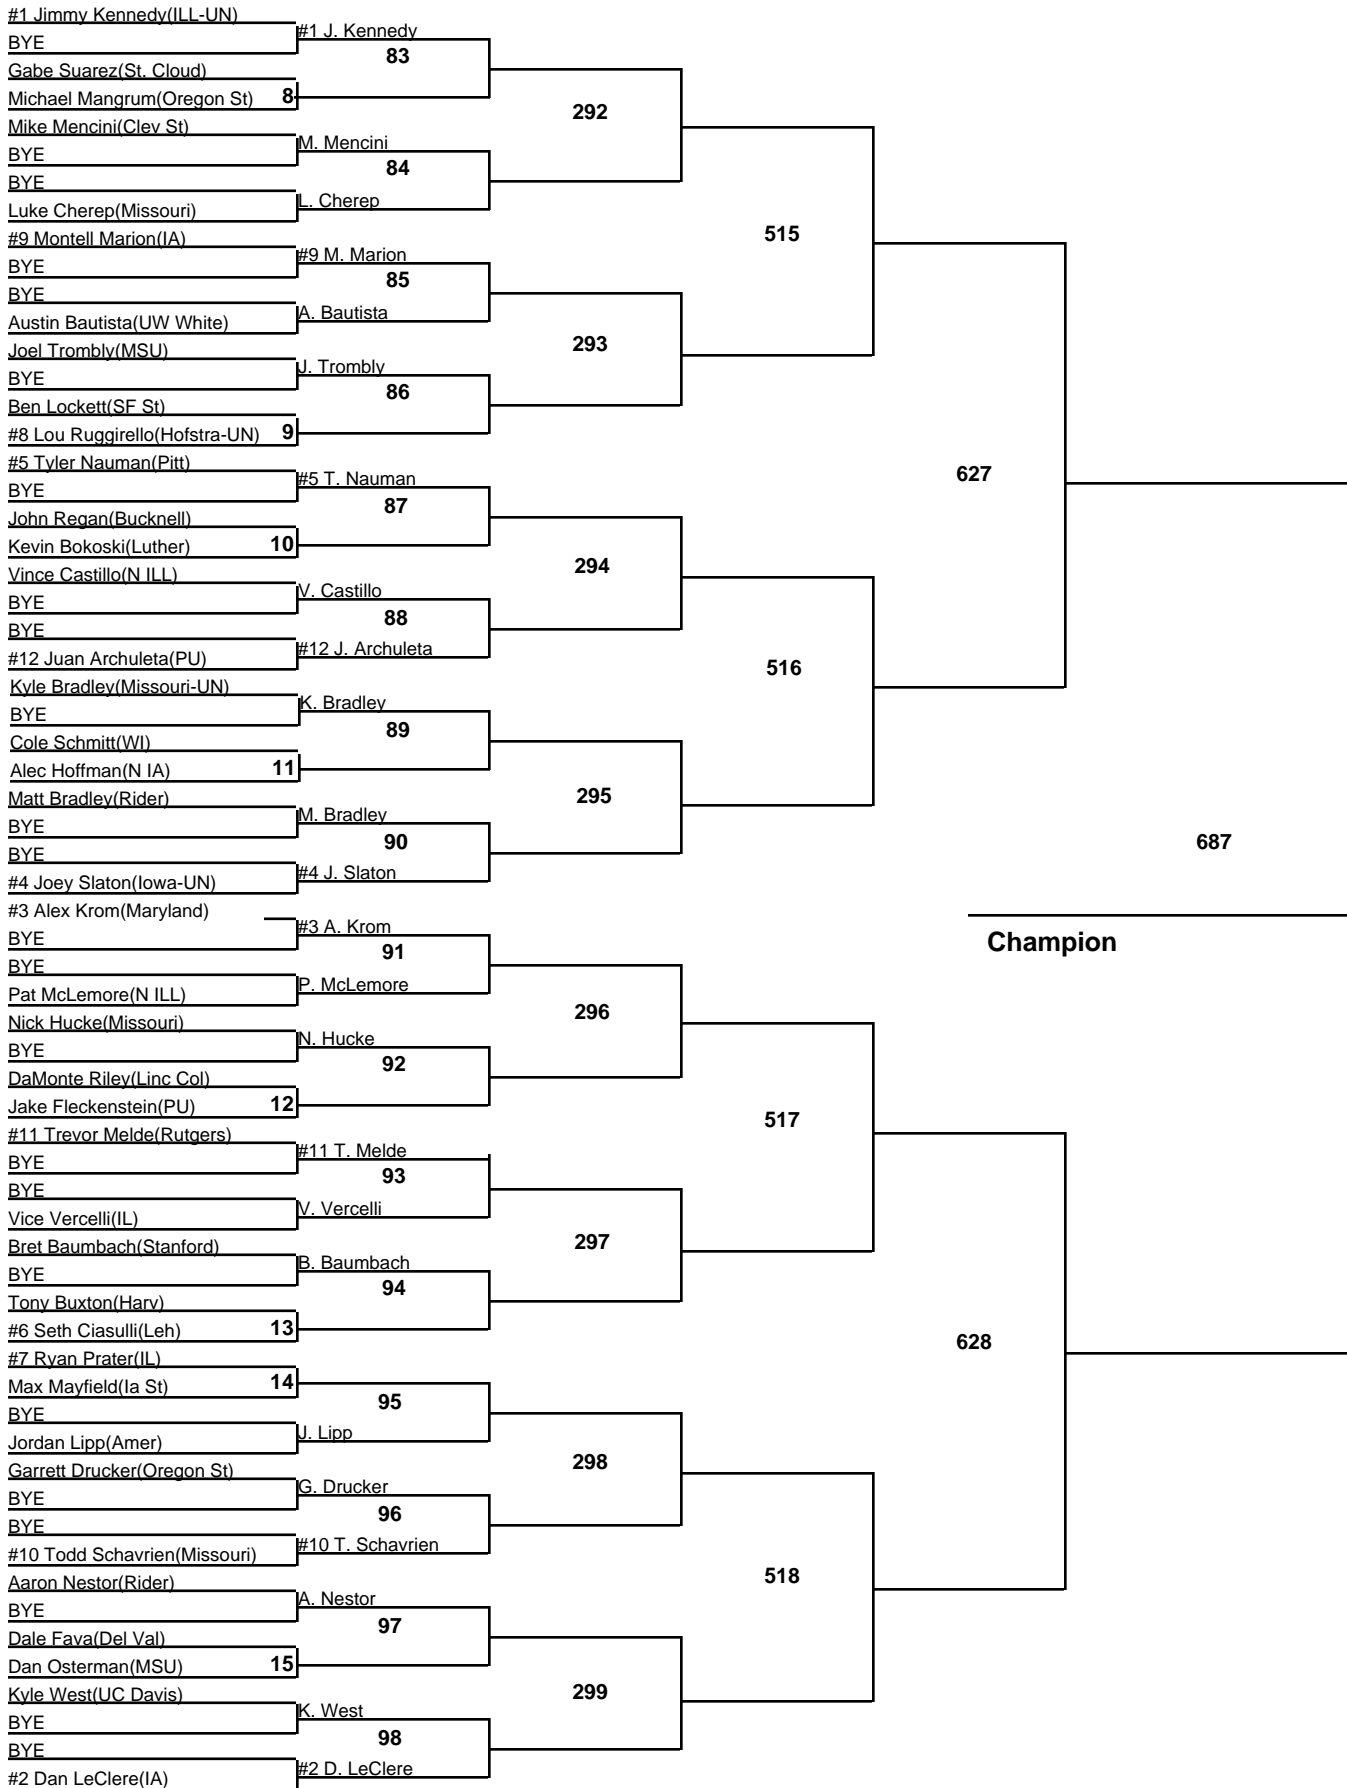 #1 Jimmy Kennedy(ILL-UN)
BYE
#1 J. Kennedy
83
Gabe Suarez(St. Cloud)
Michael Mangrum(Oregon St) 8
292
Mike Mencini(Clev St)
BYE
M. Mencini
84
BYE
Luke Cherep(Missouri)
L. Cherep
515
#9 Montell Marion(IA)
BYE
#9 M. Marion
85
BYE
Austin Bautista(UW White)
A. Bautista
293
Joel Trombly(MSU)
BYE
J. Trombly
86
Ben Lockett(SF St)
#8 Lou Ruggirello(Hofstra-UN) 9
627
#5 Tyler Nauman(Pitt)
BYE
#5 T. Nauman
87
John Regan(Bucknell)
Kevin Bokoski(Luther) 10
294
Vince Castillo(N ILL)
BYE
V. Castillo
88
BYE
#12 Juan Archuleta(PU)
#12 J. Archuleta
516
Kyle Bradley(Missouri-UN)
BYE
K. Bradley
89
Cole Schmitt(WI)
Alec Hoffman(N IA) 11
295
Matt Bradley(Rider)
BYE
M. Bradley
90
BYE
#4 Joey Slaton(Iowa-UN)
#4 J. Slaton
687
Champion
#3 Alex Krom(Maryland)
BYE
#3 A. Krom
91
BYE
Pat McLemore(N ILL)
P. McLemore
296
Nick Hucke(Missouri)
BYE
N. Hucke
92
DaMonte Riley(Linc Col)
Jake Fleckenstein(PU) 12
517
#11 Trevor Melde(Rutgers)
BYE
#11 T. Melde
93
BYE
Vice Vercelli(IL)
V. Vercelli
297
Bret Baumbach(Stanford)
BYE
B. Baumbach
94
Tony Buxton(Harv)
#6 Seth Ciasulli(Leh) 13
628
#7 Ryan Prater(IL)
Max Mayfield(Ia St) 14
95
BYE
Jordan Lipp(Amer)
J. Lipp
298
Garrett Drucker(Oregon St)
BYE
G. Drucker
96
BYE
#10 Todd Schavrien(Missouri)
#10 T. Schavrien
518
Aaron Nestor(Rider)
BYE
A. Nestor
97
Dale Fava(Del Val)
Dan Osterman(MSU) 15
299
Kyle West(UC Davis)
BYE
K. West
98
BYE
#2 Dan LeClere(IA)
#2 D. LeClere